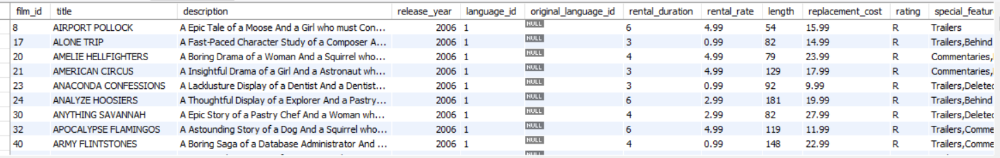 film_id title description release_year language_id original_language_id rental_duration rental_rate length replacement_cost rating special_featur
8 AIRPORT POLLOCK A Epic Tale of a Moose And a Girl who must Con... 2006 1 NULL 6 4.99 54 15.99 R Trailers
17 ALONE TRIP A Fast-Paced Character Study of a Composer A... 2006 1 NULL 3 0.99 82 14.99 R Trailers,Behind
20 AMELIE HELLFIGHTERS A Boring Drama of a Woman And a Squirrel who... 2006 1 NULL 4 4.99 79 23.99 R Commentaries,
21 AMERICAN CIRCUS A Insightful Drama of a Girl And a Astronaut wh... 2006 1 NULL 3 4.99 129 17.99 R Commentaries,
23 ANACONDA CONFESSIONS A Lacklusture Display of a Dentist And a Dentist... 2006 1 NULL 3 0.99 92 9.99 R Trailers,Deleted
24 ANALYZE HOOSIERS A Thoughtful Display of a Explorer And a Pastry... 2006 1 NULL 6 2.99 181 19.99 R Trailers,Behind
30 ANYTHING SAVANNAH A Epic Story of a Pastry Chef And a Woman wh... 2006 1 NULL 4 2.99 82 27.99 R Trailers,Deleted
32 APOCALYPSE FLAMINGOS A Astounding Story of a Dog And a Squirrel who... 2006 1 NULL 6 4.99 119 11.99 R Trailers,Comme
40 ARMY FLINTSTONES A Boring Saga of a Database Administrator And ... 2006 1 NULL 4 0.99 148 22.99 R Trailers,Comme
NULL